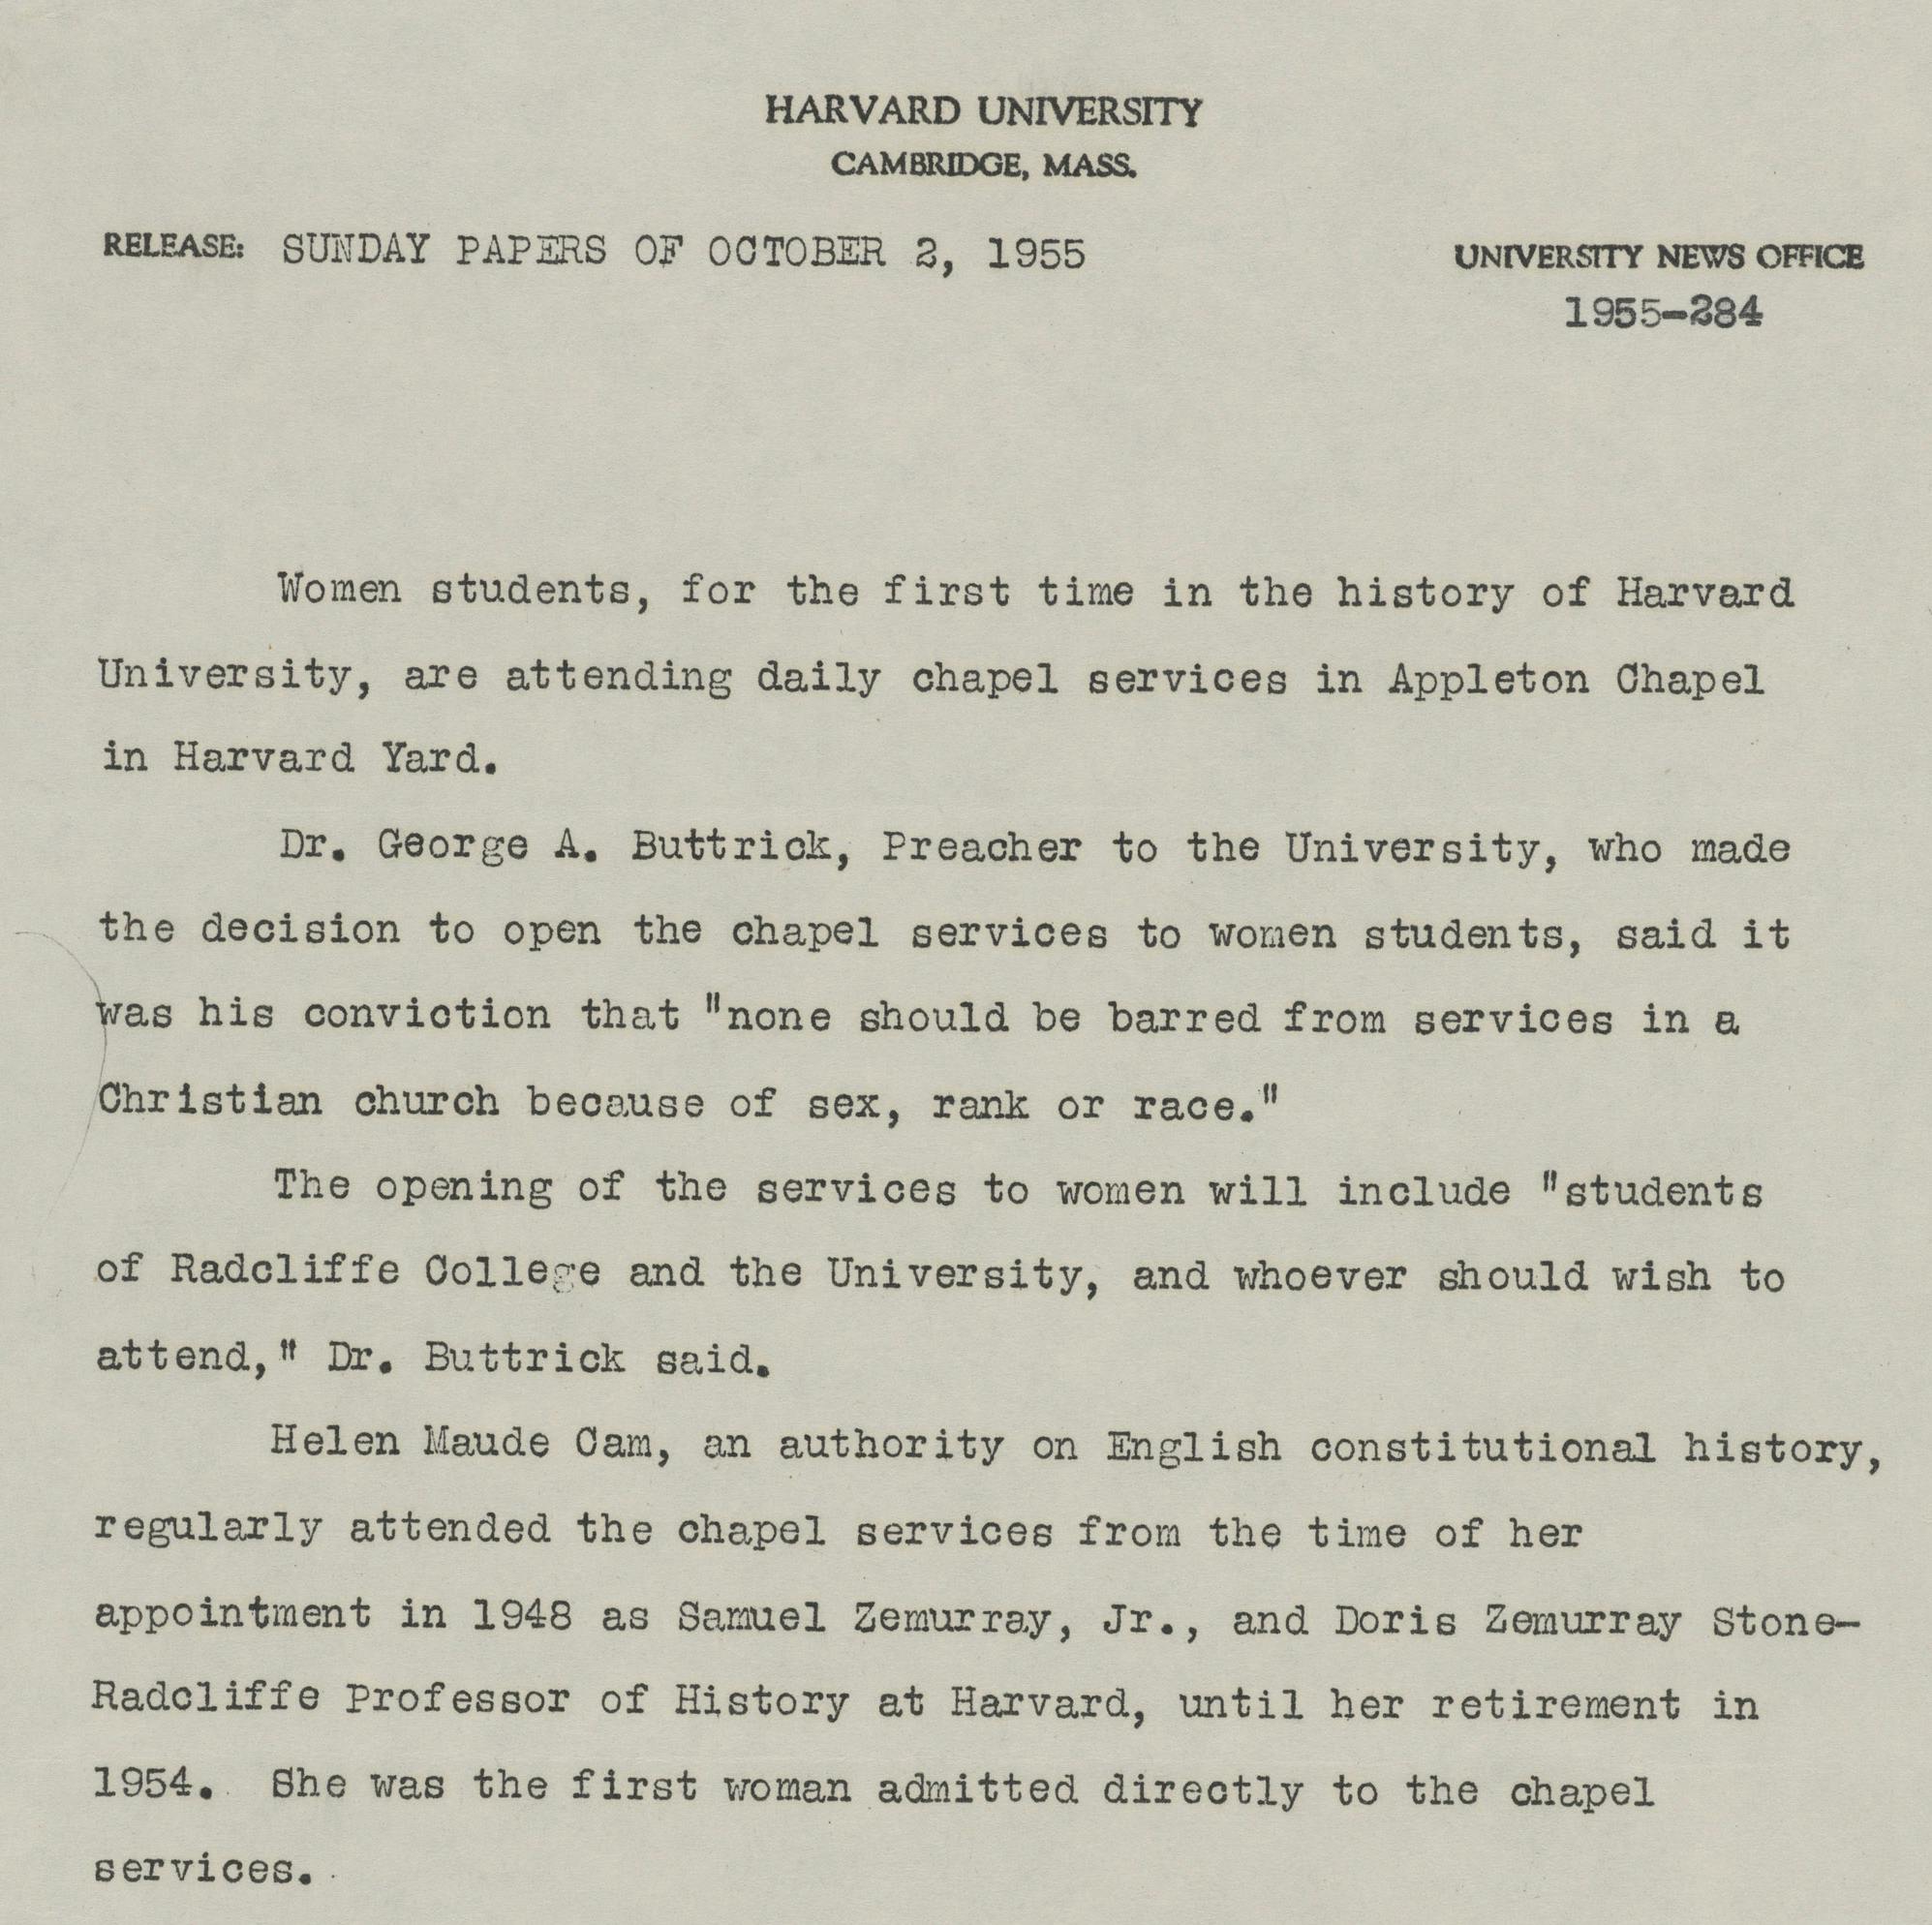 HARVARD UNIVERSITY
CAMBRIDGE, MASS.
RELEASE: SUNDAY PAPERS OF OCTOBER 2, 1955
UNIVERSITY NEWS OFFICE
1955-284
Women students, for the first time in the history of Harvard
University, are attending daily chapel services in Appleton Chapel
in Harvard Yard.
Dr. George A. Buttrick, Preacher to the University, who made
the decision to open the chapel services to women students, said it
was his conviction that "none should be barred from services in a
Christian church because of sex, rank or race."
The opening of the services to women will include "students
of Radcliffe College and the University, and whoever should wish to
attend," Dr. Buttrick said.
Helen Maude Cam, an authority on English constitutional history,
regularly attended the chapel services from the time of her
appointment in 1948 as Samuel Zemurray, Jr., and Doris Zemurray Stone-
Radcliffe Professor of History at Harvard, until her retirement in
1954. She was the first woman admitted directly to the chapel
services.